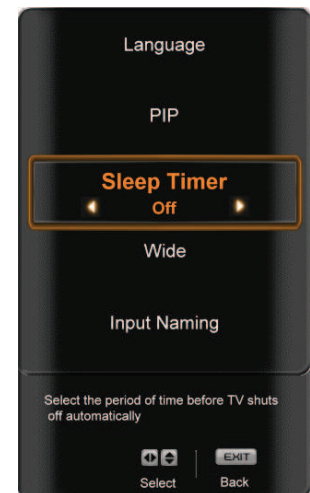 Language
PIP
Sleep Timer
Off
Wide
Input Naming
Select the period of time before TV shuts
off automatically
EXIT
Select Back